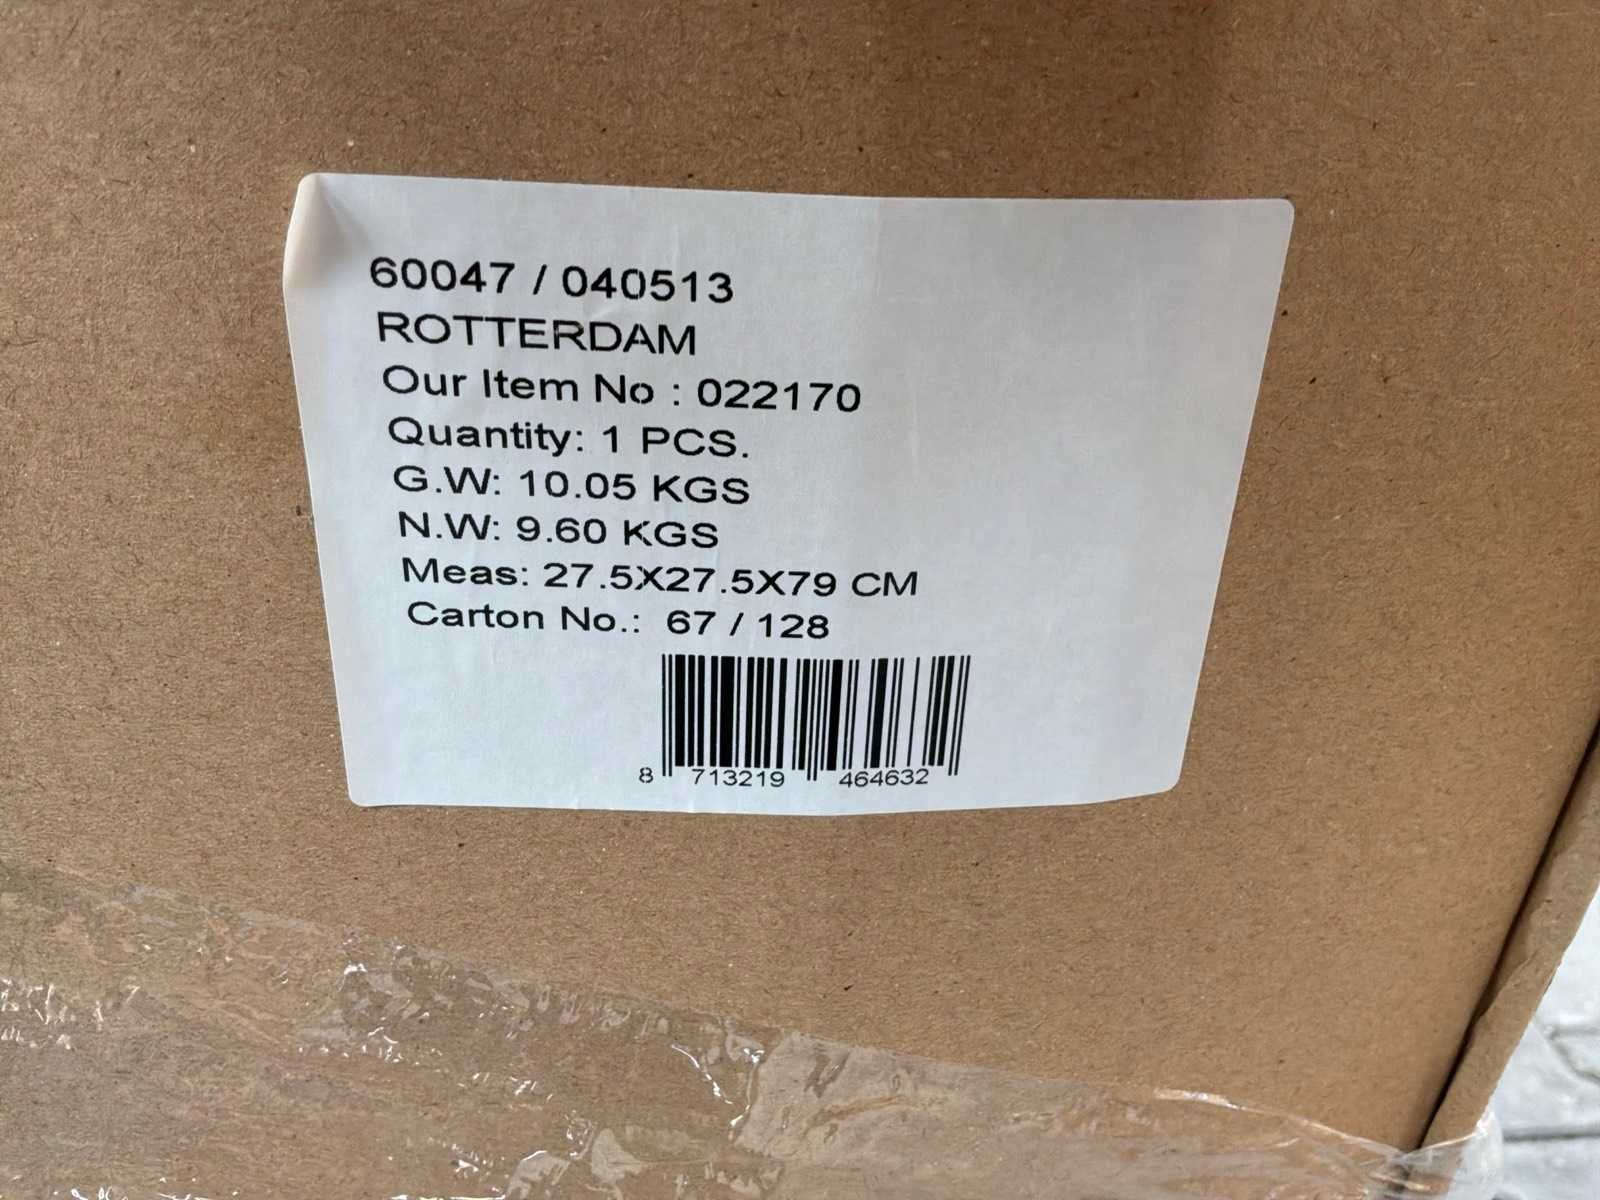 60047 / 040513
ROTTERDAM
Our Item No : 022170
Quantity: 1 PCS.
G.W: 10.05 KGS
N.W: 9.60 KGS
Meas: 27.5X27.5X79 CM
Carton No.: 67 / 128
8 713219 464632